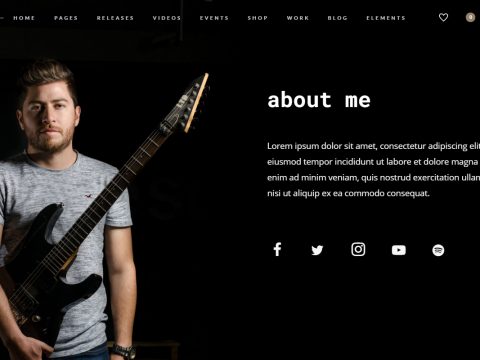 HOME PAGES RELEASES VIDEOS EVENTS SHOP WORK BLOG ELEMENTS 0
about me
Lorem ipsum dolor sit amet, consectetur adipiscing elit
eiusmod tempor incididunt ut labore et dolore magna
enim ad minim veniam, quis nostrud exercitation ullam
nisi ut aliquip ex ea commodo consequat.